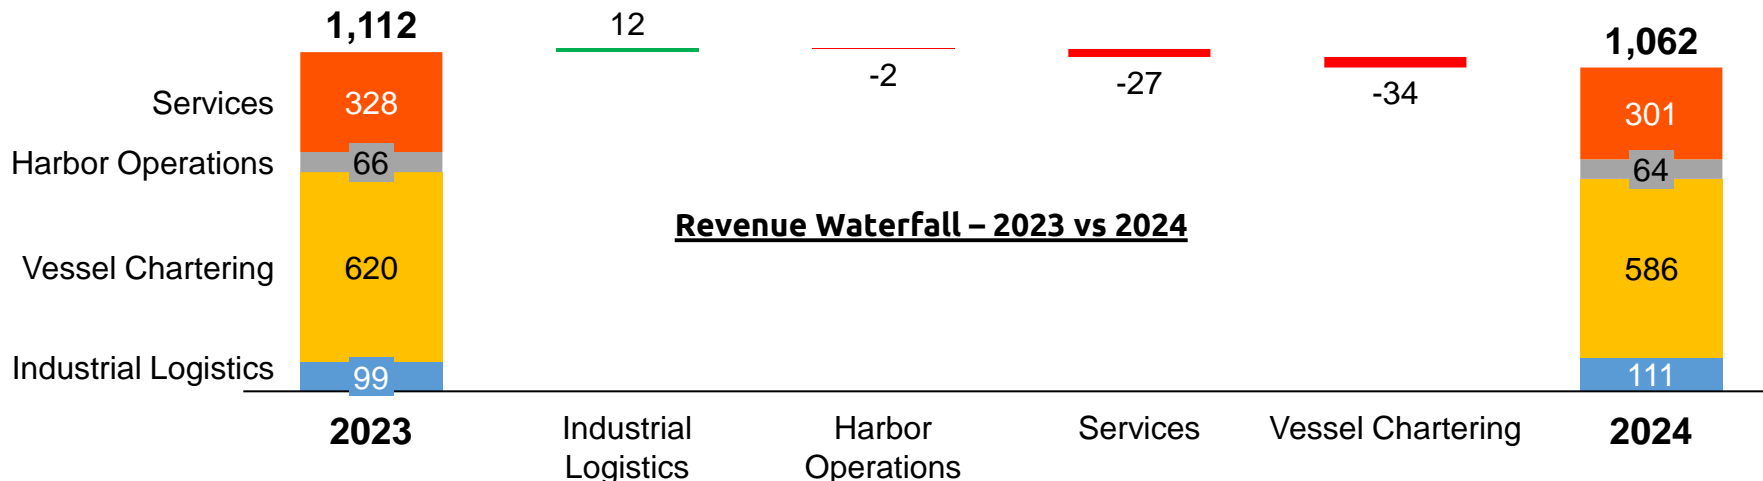 1,112
12
1,062
-2
-27
-34
Services
328
301
Harbor Operations
66
64
Revenue Waterfall – 2023 vs 2024
Vessel Chartering
620
586
Industrial Logistics
99
111
2023
Industrial
Logistics
Harbor
Operations
Services
Vessel Chartering
2024